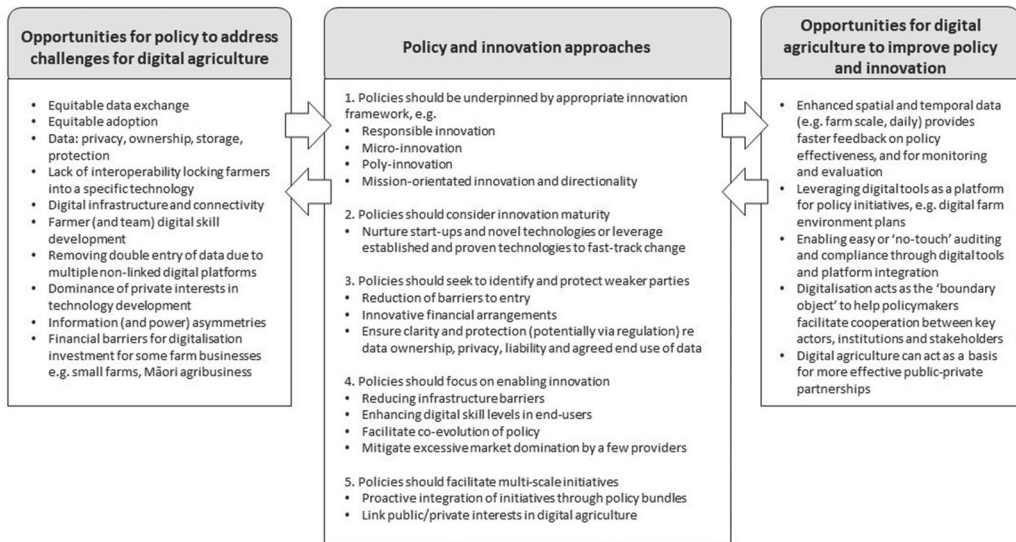 Opportunities for policy to address
challenges for digital agriculture
• Equitable data exchange
• Equitable adoption
• Data: privacy, ownership, storage,
protection
• Lack of interoperability locking farmers
into a specific technology
• Digital infrastructure and connectivity
• Farmer (and team) digital skill
development
• Removing double entry of data due to
multiple non-linked digital platforms
• Dominance of private interests in
technology development
• Information (and power) asymmetries
• Financial barriers for digitalisation
investment for some farm businesses
e.g. small farms, Māori agribusiness
Policy and innovation approaches
1. Policies should be underpinned by appropriate innovation
framework, e.g.
• Responsible innovation
• Micro-innovation
• Poly-innovation
• Mission-orientated innovation and directionality
2. Policies should consider innovation maturity
• Nurture start-ups and novel technologies or leverage
established and proven technologies to fast-track change
3. Policies should seek to identify and protect weaker parties
• Reduction of barriers to entry
• Innovative financial arrangements
• Ensure clarity and protection (potentially via regulation) re
data ownership, privacy, liability and agreed end use of data
4. Policies should focus on enabling innovation
• Reducing infrastructure barriers
• Enhancing digital skill levels in end-users
• Facilitate co-evolution of policy
• Mitigate excessive market domination by a few providers
5. Policies should facilitate multi-scale initiatives
• Proactive integration of initiatives through policy bundles
• Link public/private interests in digital agriculture
Opportunities for digital
agriculture to improve policy
and innovation
• Enhanced spatial and temporal data
(e.g. farm scale, daily) provides
faster feedback on policy
effectiveness, and for monitoring
and evaluation
• Leveraging digital tools as a platform
for policy initiatives, e.g. digital farm
environment plans
• Enabling easy or ‘no-touch’ auditing
and compliance through digital tools
and platform integration
• Digitalisation acts as the ‘boundary
object’ to help policymakers
facilitate cooperation between key
actors, institutions and stakeholders
• Digital agriculture can act as a basis
for more effective public-private
partnerships